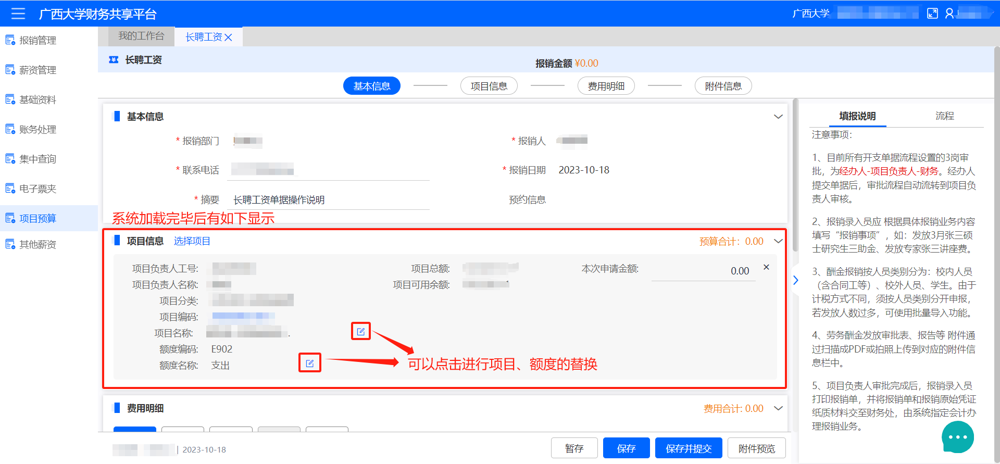 广西大学财务共享平台
广西大学
报销管理
薪资管理
基础资料
账务处理
集中查询
电子票夹
项目预算
其他薪资
我的工作台
长聘工资
长聘工资
报销金额 ¥0.00
基本信息
项目信息
费用明细
附件信息
基本信息
* 报销部门
* 报销人
* 联系电话
* 报销日期 2023-10-18
* 摘要 长聘工资单据操作说明
预约信息
系统加载完毕后有如下显示
项目信息 选择项目
预算合计：0.00
项目负责人工号:
项目总额:
本次申请金额: 0.00
项目负责人名称:
项目可用余额:
项目分类:
项目编码:
项目名称:
额度编码: E902
额度名称: 支出
可以点击进行项目、额度的替换
费用明细
费用合计: 0.00
| 2023-10-18
暂存
保存
保存并提交
附件预览
填报说明
流程
注意事项：
1、目前所有开支单据流程设置的3岗审
批，为经办人-项目负责人-财务。经办人
提交单据后，审批流程自动流转到项目负
责人审核。
2、报销录入员应 根据具体报销业务内容
填写“报销事项”，如：发放3月张三硕
士研究生三助金、发放专家张三讲座费。
3、酬金报销按人员类别分为：校内人员
（含合同工等）、校外人员、学生。由于
计税方式不同，须按人员类别分开申报，
若发放人数过多，可使用批量导入功能。
4、劳务酬金发放审批表、报告等 附件通
过扫描成PDF或拍照上传到对应的附件信
息栏中。
5、项目负责人审批完成后，报销录入员
打印报销单，并将报销单和报销原始凭证
纸质材料交至财务处，由系统指定会计办
理报销业务。